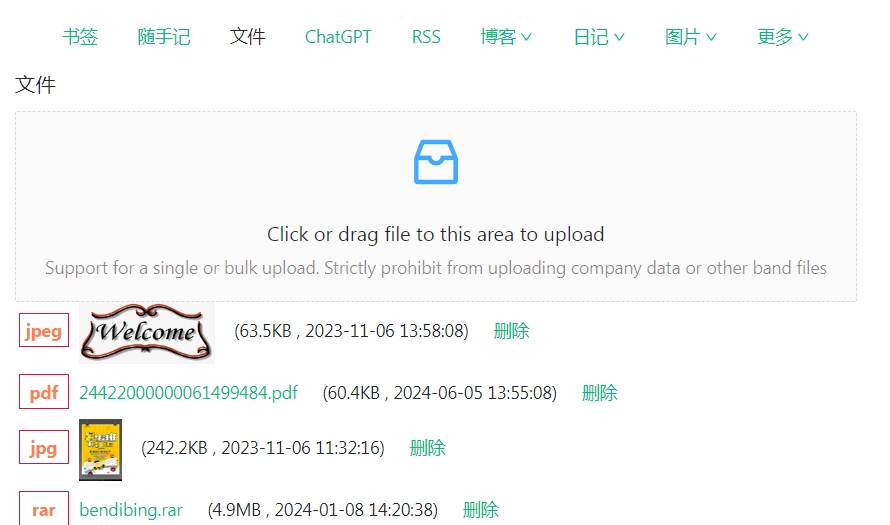 书签 随手记 文件 ChatGPT RSS 博客 日记 图片 更多
文件
Click or drag file to this area to upload
Support for a single or bulk upload. Strictly prohibit from uploading company data or other band files
jpeg Welcome (63.5KB , 2023-11-06 13:58:08) 删除
pdf 24422000000061499484.pdf (60.4KB , 2024-06-05 13:55:08) 删除
jpg (242.2KB , 2023-11-06 11:32:16) 删除
rar bendibing.rar (4.9MB , 2024-01-08 14:20:38) 删除